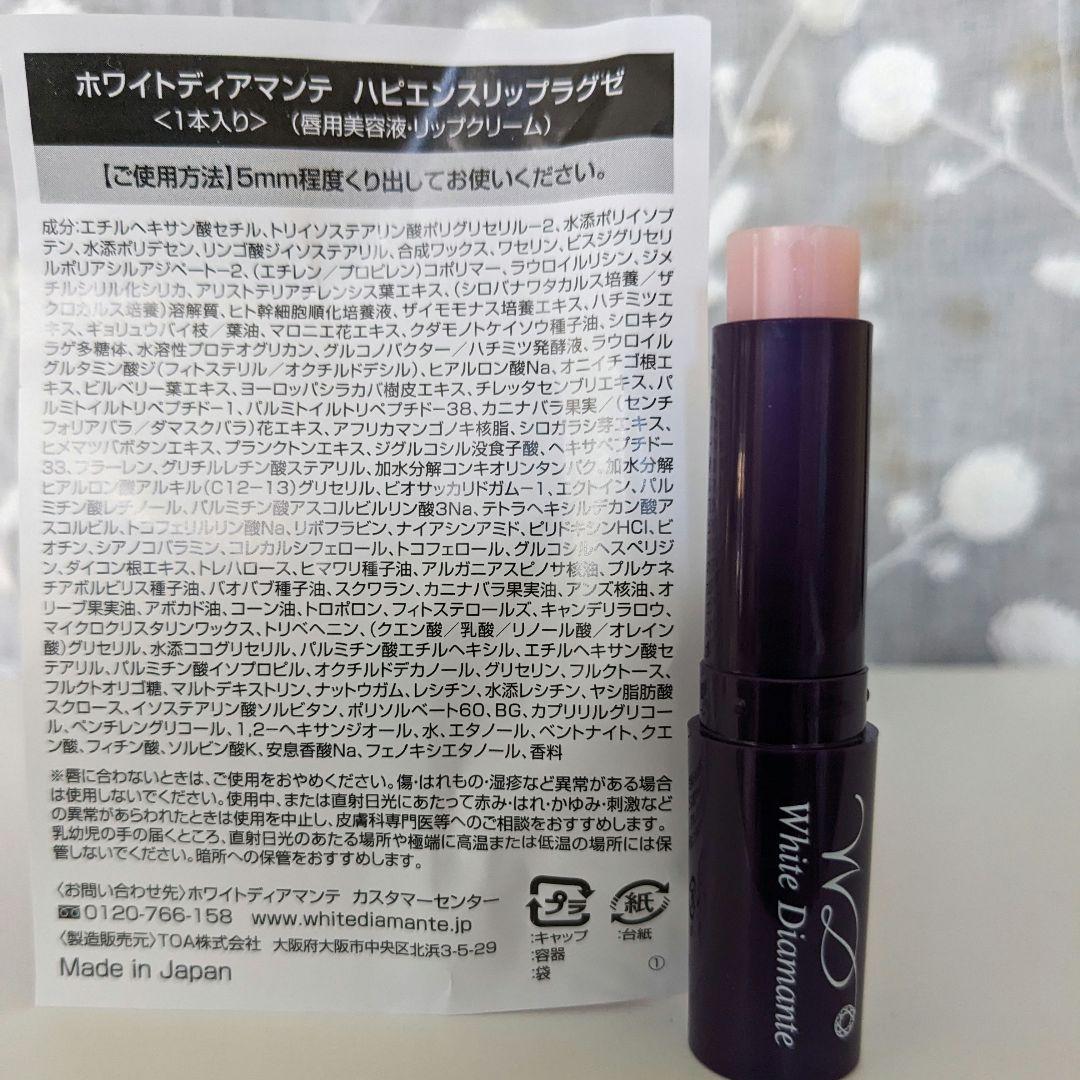 ホワイトディアマンテ ハピエンスリップラグゼ
<1本入り> (唇用美容液・リップクリーム)
【ご使用方法】5mm程度くり出してお使いください。
成分:エチルヘキサン酸セチル、トリイソステアリン酸ポリグリセリル-2、水添ポリイソブ
テン、水添ポリデセン、リンゴ酸ジイソステアリル、合成ワックス、ワセリン、ビスジグリセリ
ルポリアシルアジペート-2、(エチレン/プロピレン)コポリマー、ラウロイルリシン、ジメ
チルシリル化シリカ、アリストテリアチレンシス葉エキス、(シロバナワタカルス培養/ザ
クロカルス培養)溶解質、ヒト幹細胞順化培養液、ザイモモナス培養エキス、ハチミツエ
キス、ギョリュウバイ枝/葉油、マロニエ花エキス、クダモノトケイソウ種子油、シロキク
ラゲ多糖体、水溶性プロテオグリカン、グルコノバクター/ハチミツ発酵液、ラウロイル
グルタミン酸ジ(フィトステリル/オクチルドデシル)、ヒアルロン酸Na、オニイチゴ根エ
キス、ビルベリー葉エキス、ヨーロッパシラカバ樹皮エキス、チレッタセンブリエキス、パ
ルミトイルトリペプチド-1、パルミトイルトリペプチド-38、カニナバラ果実/(センチ
フォリアバラ/ダマスクバラ)花エキス、アフリカマンゴノキ核脂、シロガラシ芽エキス、
ヒメマツバボタンエキス、プランクトンエキス、ジグルコシル没食子酸、ヘキサペプチド-
33、フラーレン、グリチルレチン酸ステアリル、加水分解コンキオリンタンパク、加水分解
ヒアルロン酸アルキル(C12-13)グリセリル、ビオサッカリドガム-1、エクトイン、パル
ミチン酸レチノール、パルミチン酸アスコルビルリン酸3Na、テトラヘキシルデカン酸ア
スコルビル、トコフェリルリン酸Na、リボフラビン、ナイアシンアミド、ピリドキシンHCl、ビ
オチン、シアノコバラミン、コレカルシフェロール、トコフェロール、グルコシルヘスペリジ
ン、ダイコン根エキス、トレハロース、ヒマワリ種子油、アルガニアスピノサ核油、プルケネ
チアボルビリス種子油、バオバブ種子油、スクワラン、カニナバラ果実油、アンズ核油、オ
リーブ果実油、アボカド油、コーン油、トロポロン、フィトステロールズ、キャンデリラロウ、
マイクロクリスタリンワックス、トリベヘニン、(クエン酸/乳酸/リノール酸/オレイン
酸)グリセリル、水添ココグリセリル、パルミチン酸エチルヘキシル、エチルヘキサン酸セ
テアリル、パルミチン酸イソプロピル、オクチルドデカノール、グリセリン、フルクトース、
フルクトオリゴ糖、マルトデキストリン、ナットウガム、レシチン、水添レシチン、ヤシ脂肪酸
スクロース、イソステアリン酸ソルビタン、ポリソルベート60、BG、カプリリルグリコー
ル、ペンチレングリコール、1,2-ヘキサンジオール、水、エタノール、ベントナイト、クエ
ン酸、フィチン酸、ソルビン酸K、安息香酸Na、フェノキシエタノール、香料
※唇に合わないときは、ご使用をおやめください。傷・はれもの・湿疹など異常がある場合
は使用しないでください。使用中、または直射日光にあたって赤み・はれ・かゆみ・刺激など
の異常があらわれたときは使用を中止し、皮膚科専門医等へのご相談をおすすめします。
乳幼児の手の届くところ、直射日光のあたる場所や極端に高温または低温の場所には保
管しないでください。暗所への保管をおすすめします。
〈お問い合わせ先〉ホワイトディアマンテ カスタマーセンター
0120-766-158 www.whitediamante.jp
〈製造販売元〉TOA株式会社 大阪府大阪市中央区北浜3-5-29
Made in Japan
プラ
:キャップ
:容器
:袋
紙
:台紙
①
White Diamante